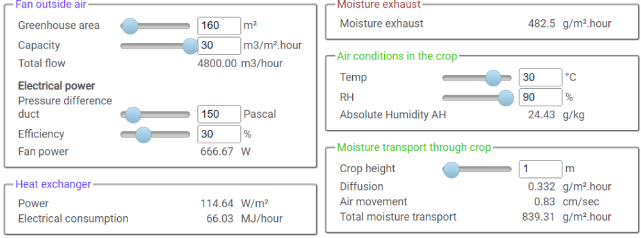 Fan outside air
Greenhouse area 160 m²
Capacity 30 m3/m².hour
Total flow 4800.00 m3/hour
Electrical power
Pressure difference
duct 150 Pascal
Efficiency 30 %
Fan power 666.67 W
Heat exchanger
Power 114.64 W/m²
Electrical consumption 66.03 MJ/hour
Moisture exhaust
Moisture exhaust 482.5 g/m².hour
Air conditions in the crop
Temp 30 °C
RH 90 %
Absolute Humidity AH 24.43 g/kg
Moisture transport through crop
Crop height 1 m
Diffusion 0.332 g/m².hour
Air movement 0.83 cm/sec
Total moisture transport 839.31 g/m².hour